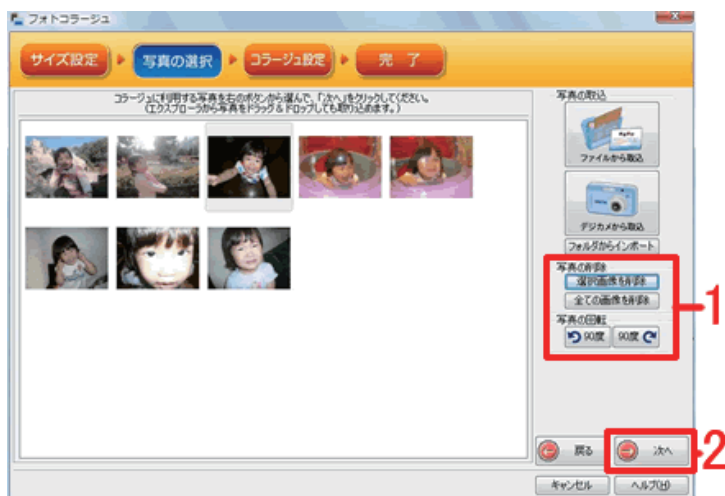 フォトコラージュ
サイズ設定
写真の選択
コラージュ設定
完 了
コラージュに利用する写真を右のボタンから選んで、「次へ」をクリックしてください。
(エクスプローラから写真をドラッグ&ドロップしても取り込めます。)
写真の取込
ファイルから取込
デジカメから取込
フォルダからインポート
写真の削除
選択画像を削除
全ての画像を削除
写真の回転
90度 90度
1
戻る 次へ
2
キャンセル ヘルプ(H)